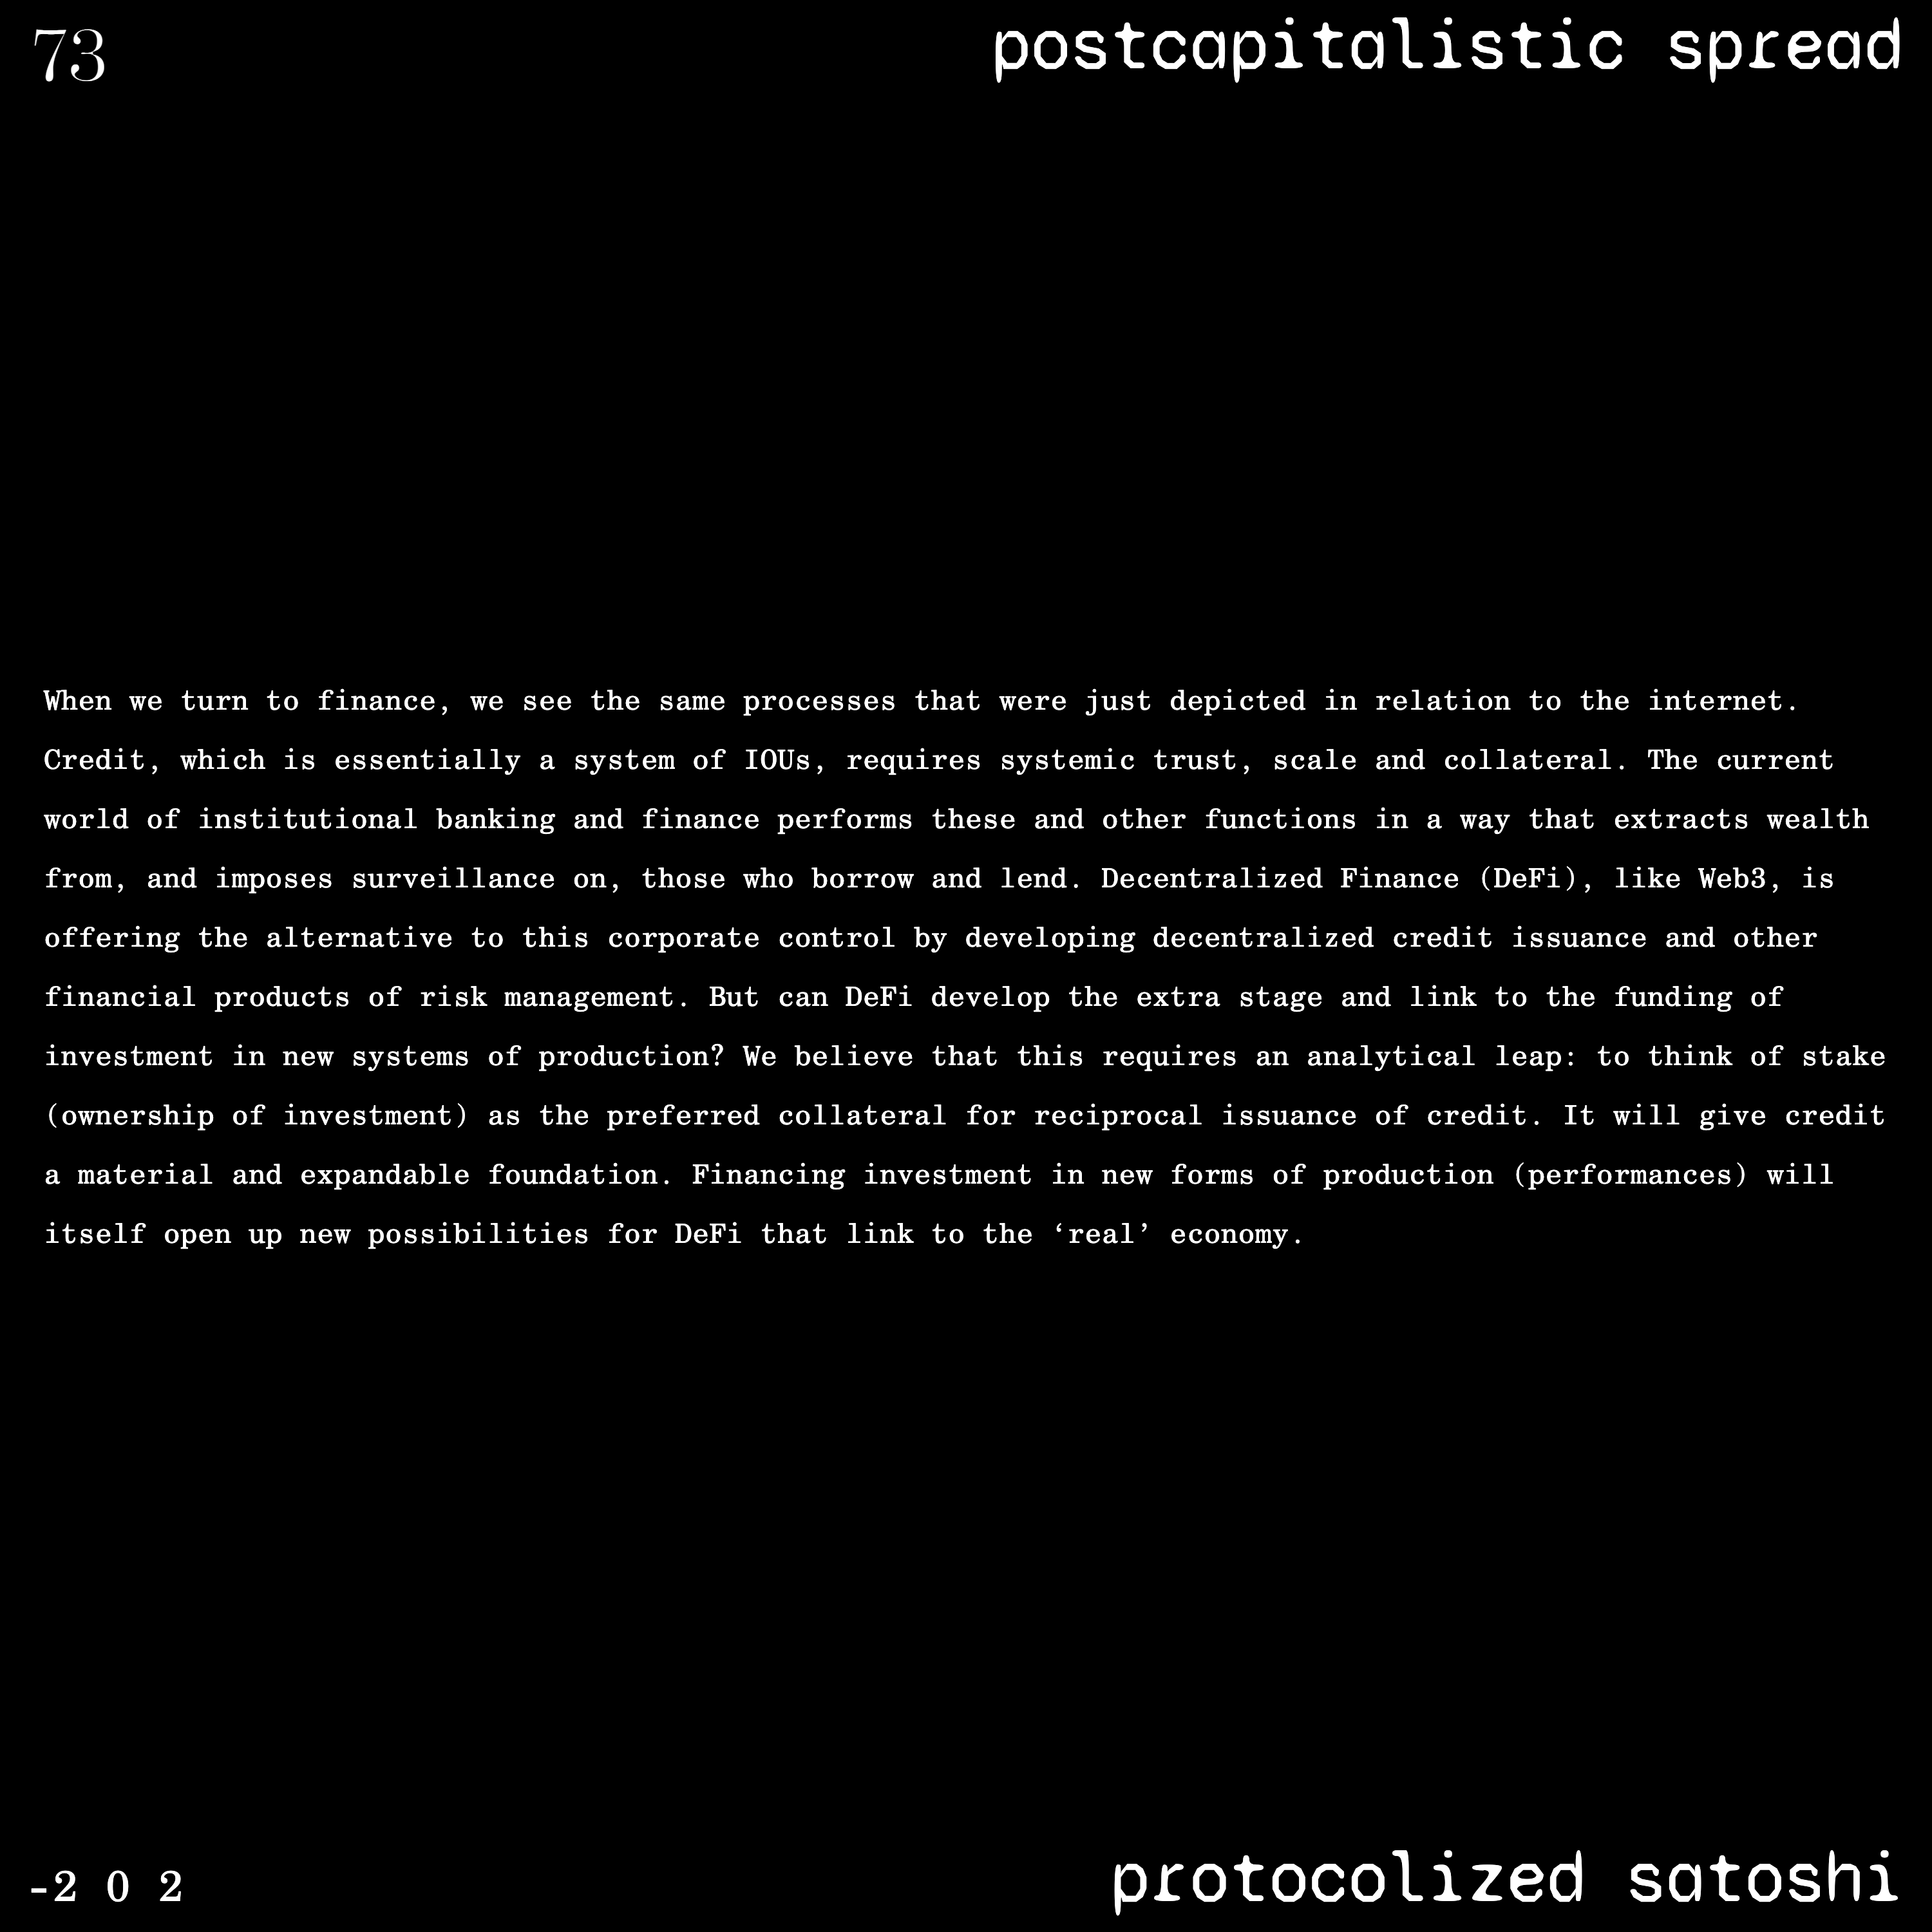 73
postcapitalistic spread
When we turn to finance, we see the same processes that were just depicted in relation to the internet.
Credit, which is essentially a system of IOUs, requires systemic trust, scale and collateral. The current
world of institutional banking and finance performs these and other functions in a way that extracts wealth
from, and imposes surveillance on, those who borrow and lend. Decentralized Finance (DeFi), like Web3, is
offering the alternative to this corporate control by developing decentralized credit issuance and other
financial products of risk management. But can DeFi develop the extra stage and link to the funding of
investment in new systems of production? We believe that this requires an analytical leap: to think of stake
(ownership of investment) as the preferred collateral for reciprocal issuance of credit. It will give credit
a material and expandable foundation. Financing investment in new forms of production (performances) will
itself open up new possibilities for DeFi that link to the ‘real’ economy.
-2 0 2
protocolized satoshi